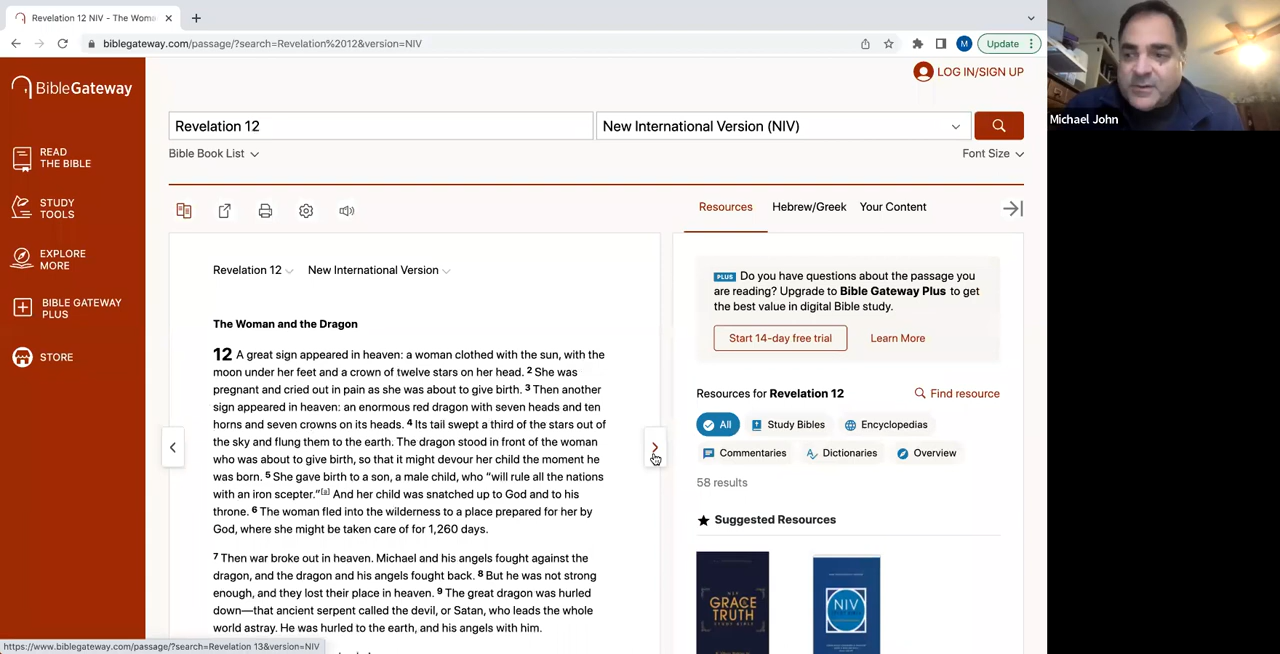 Revelation 12 NIV - The Woma
biblegateway.com/passage/?search=Revelation%2012&version=NIV
M
Update
BibleGateway
LOG IN/SIGN UP
Michael John
Revelation 12
New International Version (NIV)
Bible Book List
Font Size
READ
THE BIBLE
STUDY
TOOLS
EXPLORE
MORE
BIBLE GATEWAY
PLUS
STORE
Resources
Hebrew/Greek
Your Content
Revelation 12
New International Version
The Woman and the Dragon
12 A great sign appeared in heaven: a woman clothed with the sun, with the
moon under her feet and a crown of twelve stars on her head. 2 She was
pregnant and cried out in pain as she was about to give birth. 3 Then another
sign appeared in heaven: an enormous red dragon with seven heads and ten
horns and seven crowns on its heads. 4 Its tail swept a third of the stars out of
the sky and flung them to the earth. The dragon stood in front of the woman
who was about to give birth, so that it might devour her child the moment he
was born. 5 She gave birth to a son, a male child, who “will rule all the nations
with an iron scepter.”[a] And her child was snatched up to God and to his
throne. 6 The woman fled into the wilderness to a place prepared for her by
God, where she might be taken care of for 1,260 days.
7 Then war broke out in heaven. Michael and his angels fought against the
dragon, and the dragon and his angels fought back. 8 But he was not strong
enough, and they lost their place in heaven. 9 The great dragon was hurled
down—that ancient serpent called the devil, or Satan, who leads the whole
world astray. He was hurled to the earth, and his angels with him.
PLUS Do you have questions about the passage you
are reading? Upgrade to Bible Gateway Plus to get
the best value in digital Bible study.
Start 14-day free trial
Learn More
Resources for Revelation 12
Find resource
All
Study Bibles
Encyclopedias
Commentaries
Dictionaries
Overview
58 results
Suggested Resources
NIV
GRACE
TRUTH
STUDY BIBLE
NIV
https://www.biblegateway.com/passage/?search=Revelation 13&version=NIV